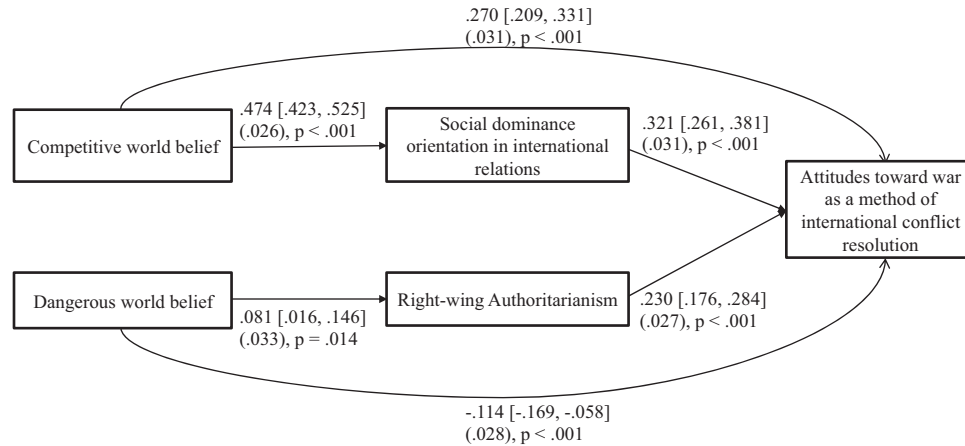 .270 [.209, .331]
(.031), p < .001
.474 [.423, .525]
(.026), p < .001
Competitive world belief
Social dominance
orientation in international
relations
.321 [.261, .381]
(.031), p < .001
Attitudes toward war
as a method of
international conflict
resolution
Dangerous world belief
.081 [.016, .146]
(.033), p = .014
Right-wing Authoritarianism
.230 [.176, .284]
(.027), p < .001
-.114 [-.169, -.058]
(.028), p < .001